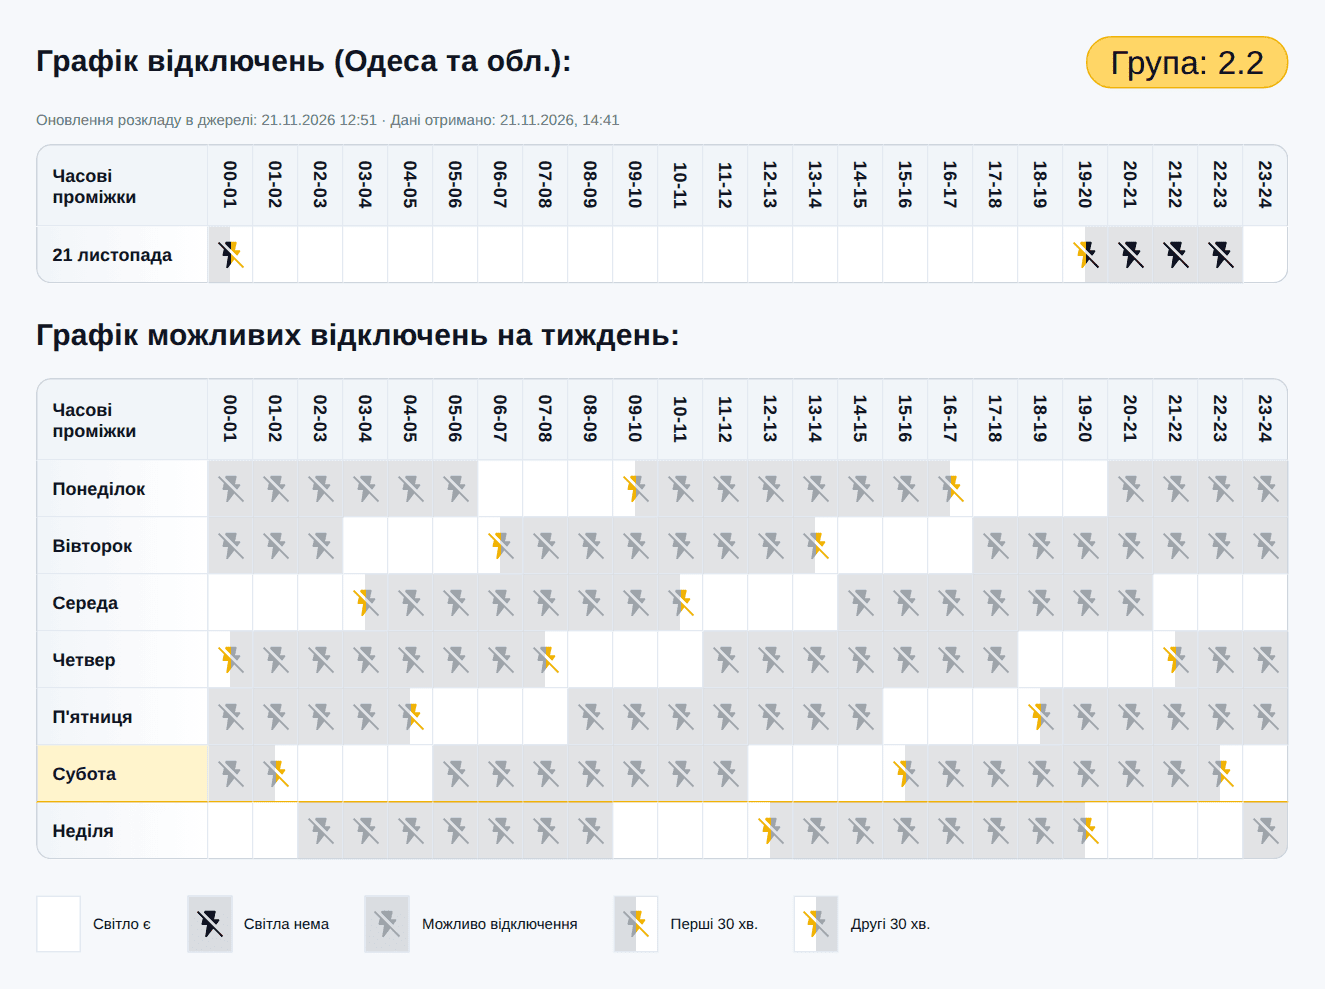 Графік відключень (Одеса та обл.):
Група: 2.2
Оновлення розкладу в джерелі: 21.11.2026 12:51 · Дані отримано: 21.11.2026, 14:41
Часові
проміжки
00-01 01-02 02-03 03-04 04-05 05-06 06-07 07-08 08-09 09-10 10-11 11-12 12-13 13-14 14-15 15-16 16-17 17-18 18-19 19-20 20-21 21-22 22-23 23-24
21 листопада
Графік можливих відключень на тиждень:
Часові
проміжки
00-01 01-02 02-03 03-04 04-05 05-06 06-07 07-08 08-09 09-10 10-11 11-12 12-13 13-14 14-15 15-16 16-17 17-18 18-19 19-20 20-21 21-22 22-23 23-24
Понеділок
Вівторок
Середа
Четвер
П'ятниця
Субота
Неділя
Світло є
Світла нема
Можливо відключення
Перші 30 хв.
Другі 30 хв.